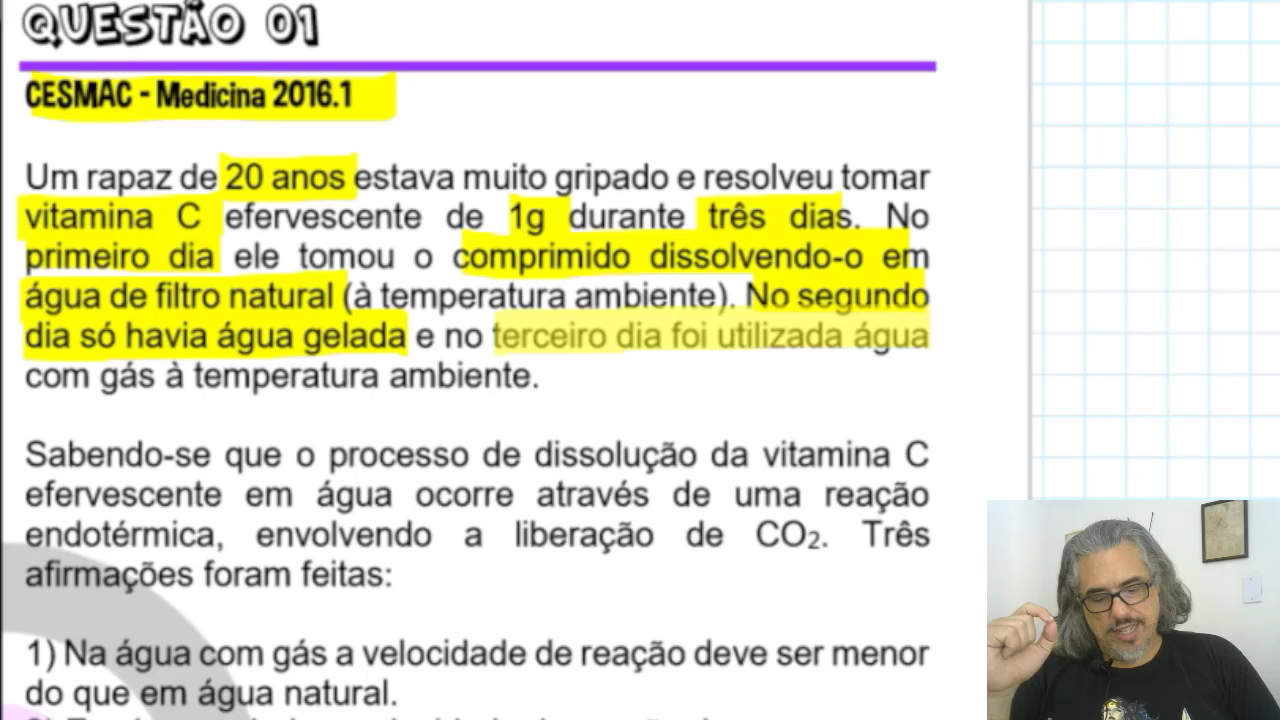 QUESTÃO 01
CESMAC - Medicina 2016.1
Um rapaz de 20 anos estava muito gripado e resolveu tomar
vitamina C efervescente de 1g durante três dias. No
primeiro dia ele tomou o comprimido dissolvendo-o em
água de filtro natural (à temperatura ambiente). No segundo
dia só havia água gelada e no terceiro dia foi utilizada água
com gás à temperatura ambiente.
Sabendo-se que o processo de dissolução da vitamina C
efervescente em água ocorre através de uma reação
endotérmica, envolvendo a liberação de CO₂. Três
afirmações foram feitas:
1) Na água com gás a velocidade de reação deve ser menor
do que em água natural.